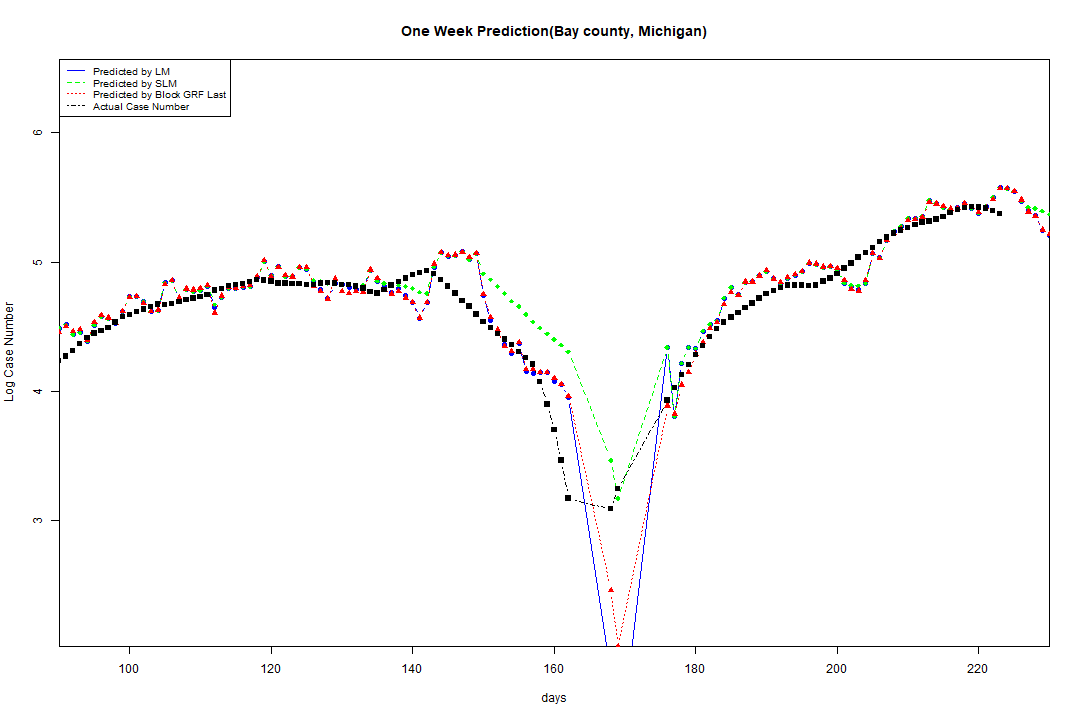 One Week Prediction(Bay county, Michigan)
Predicted by LM
Predicted by SLM
Predicted by Block GRF Last
Actual Case Number
6
5
4
3
Log Case Number
100 120 140 160 180 200 220
days